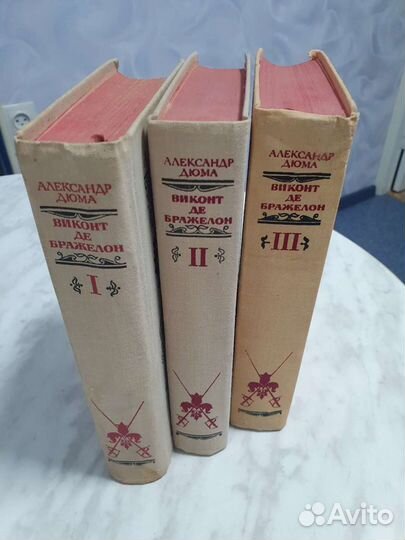 АЛЕКСАНДР
ДЮМА
ВИКОНТ
ДЕ
БРАЖЕЛОН
I
АЛЕКСАНДР
ДЮМА
ВИКОНТ
ДЕ
БРАЖЕЛОН
II
АЛЕКСАНДР
ДЮМА
ВИКОНТ
ДЕ
БРАЖЕЛОН
III
Avito